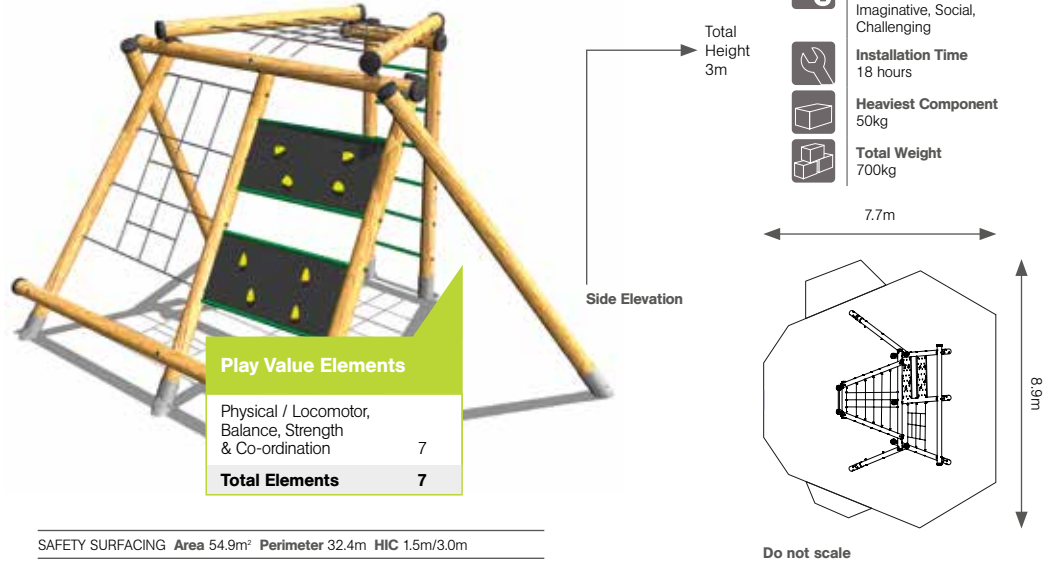 Imaginative, Social,
Challenging
Total
Height
3m
Installation Time
18 hours
Heaviest Component
50kg
Total Weight
700kg
7.7m
Side Elevation
8.9m
Play Value Elements
Physical / Locomotor,
Balance, Strength
& Co-ordination 7
Total Elements 7
SAFETY SURFACING Area 54.9m² Perimeter 32.4m HIC 1.5m/3.0m
Do not scale